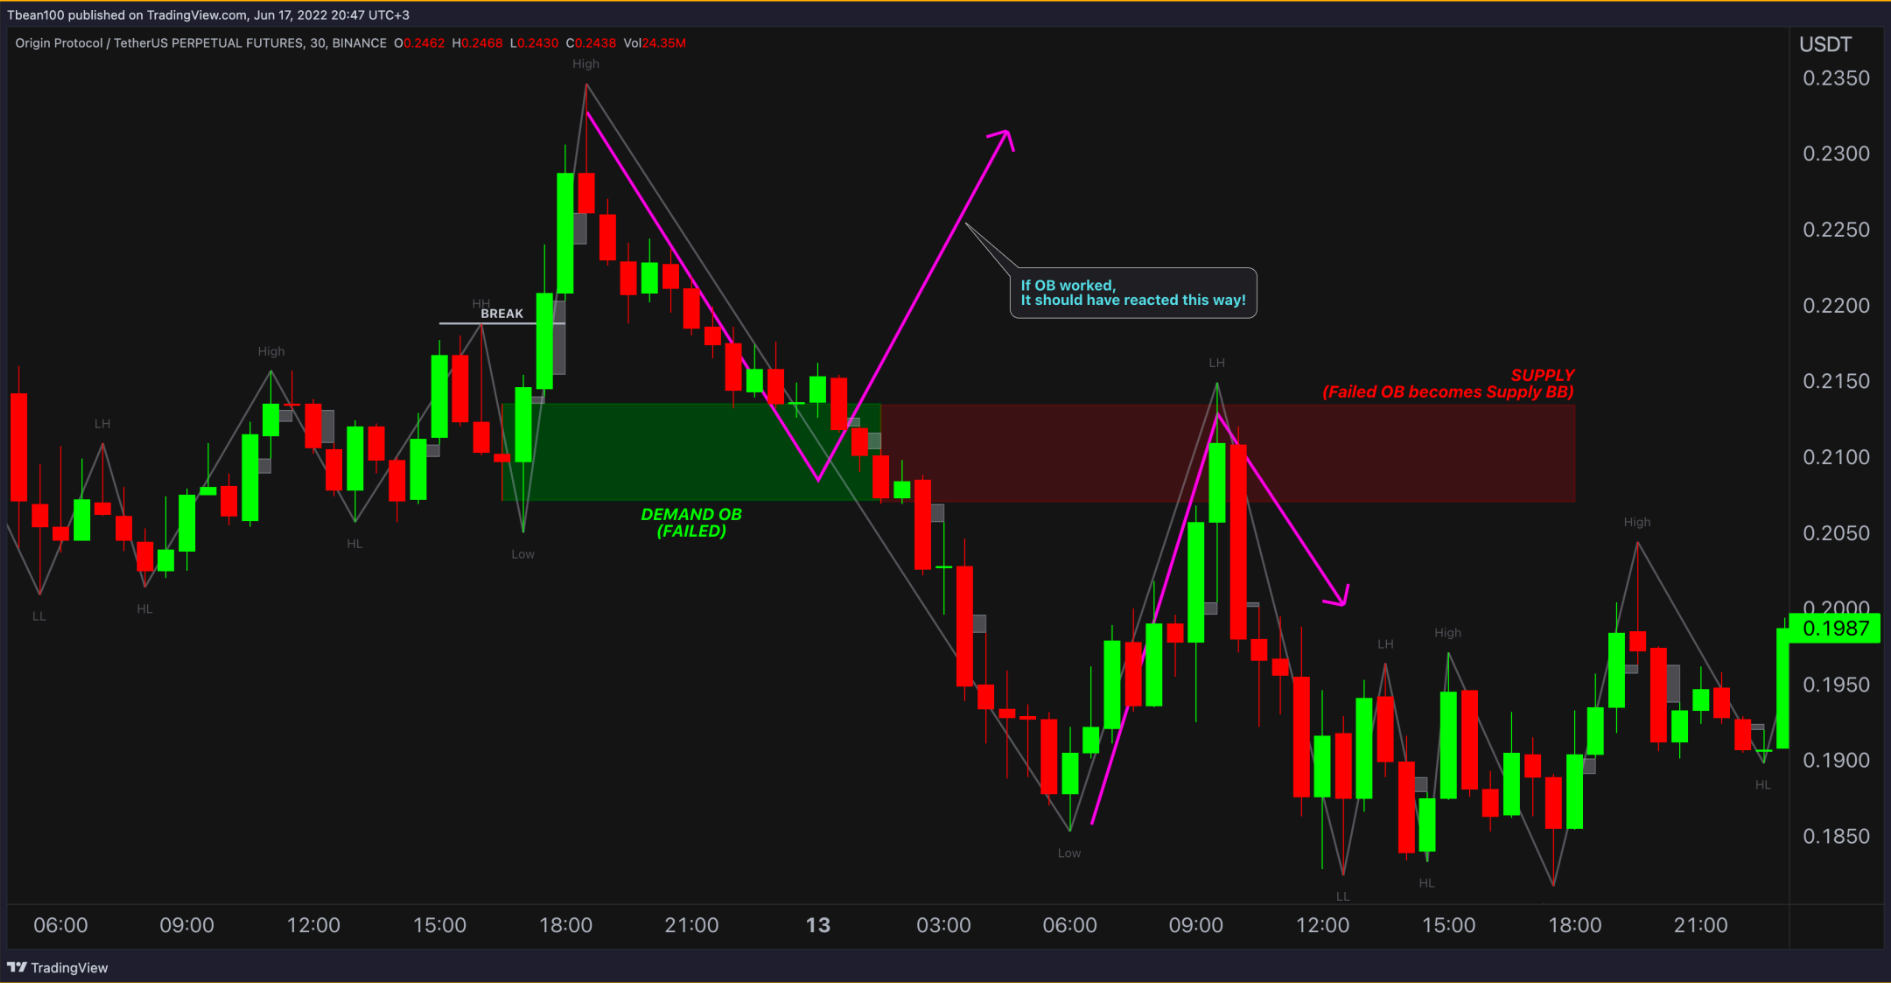 Tbean100 published on TradingView.com, Jun 17, 2022 20:47 UTC+3
Origin Protocol / TetherUS PERPETUAL FUTURES, 30, BINANCE O0.2462 H0.2468 L0.2430 C0.2438 Vol24.35M
USDT
High
0.2350
0.2300
0.2250
If OB worked,
It should have reacted this way!
HH
BREAK
0.2200
High
LH
SUPPLY
(Failed OB becomes Supply BB)
0.2150
LH
0.2100
DEMAND OB
(FAILED)
High
0.2050
HL
Low
HL
LL
0.2000
0.1987
LH
High
0.1950
0.1900
HL
0.1850
Low
HL
LL
06:00 09:00 12:00 15:00 18:00 21:00 13 03:00 06:00 09:00 12:00 15:00 18:00 21:00
TradingView